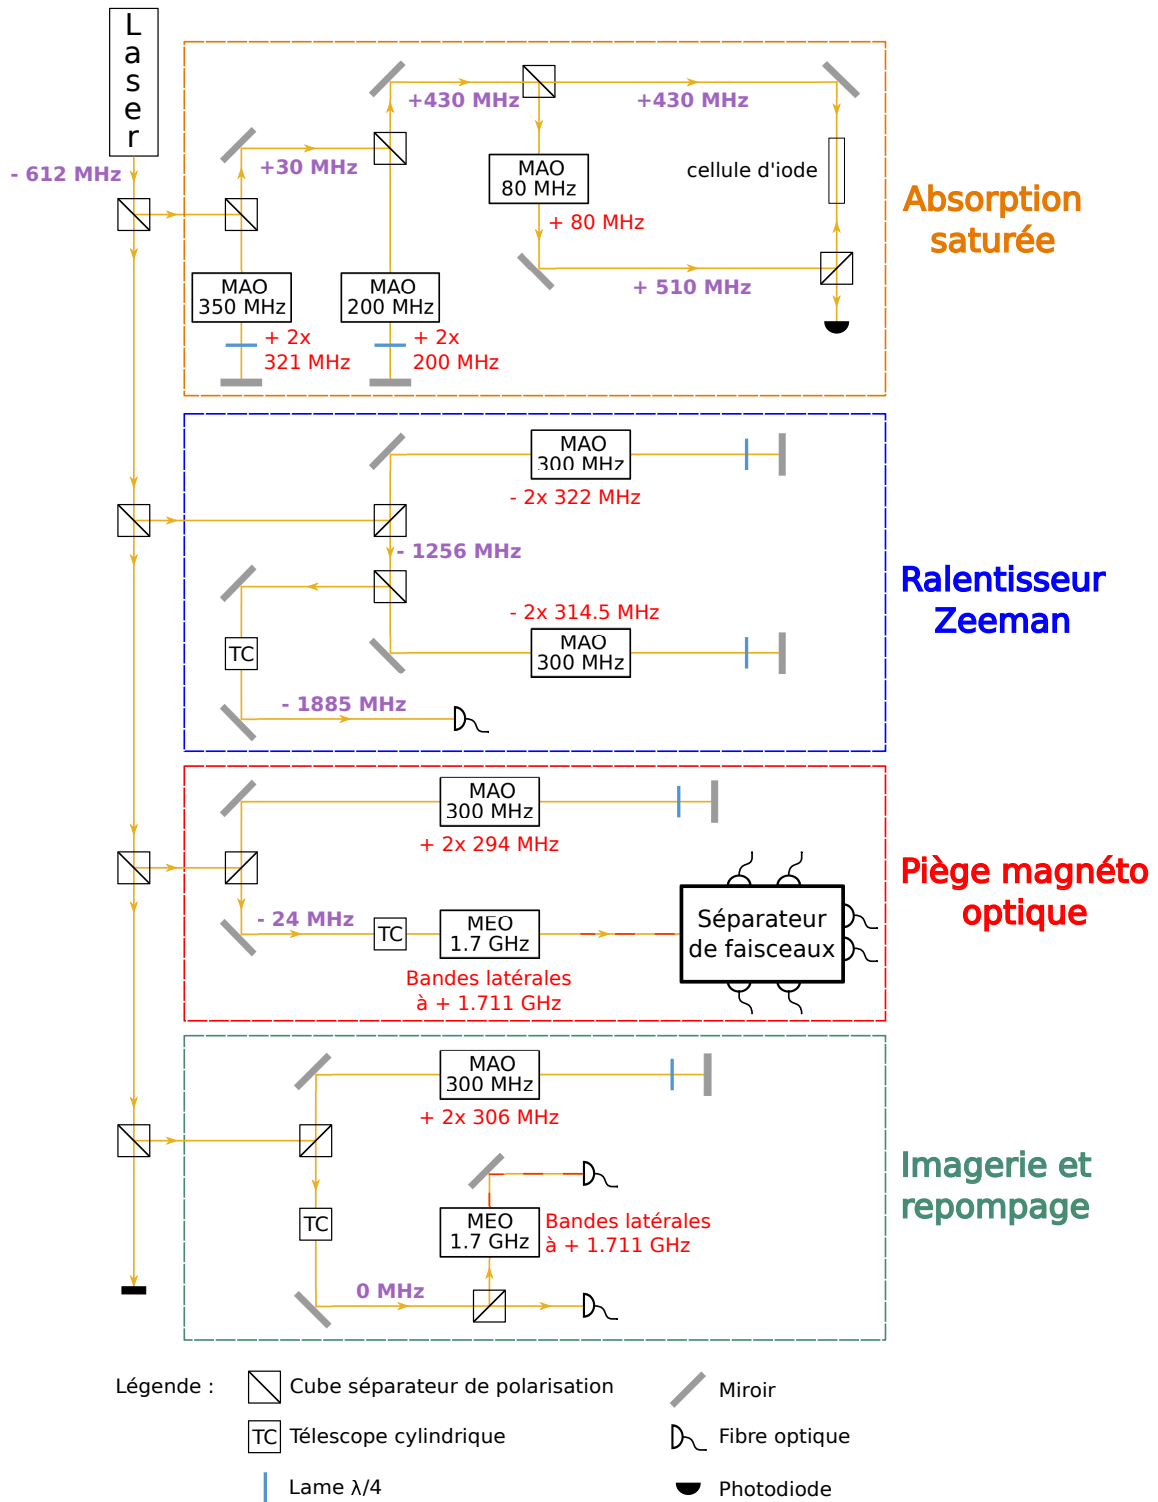 Laser
- 612 MHz
+430 MHz
+430 MHz
+30 MHz
MAO
80 MHz
cellule d'iode
+ 80 MHz
+ 510 MHz
MAO
350 MHz
MAO
200 MHz
+ 2x
321 MHz
+ 2x
200 MHz
Absorption
saturée
MAO
300 MHz
- 2x 322 MHz
- 1256 MHz
- 2x 314.5 MHz
MAO
300 MHz
TC
- 1885 MHz
Ralentisseur
Zeeman
MAO
300 MHz
+ 2x 294 MHz
- 24 MHz
TC
MEO
1.7 GHz
Bandes latérales
à + 1.711 GHz
Séparateur
de faisceaux
Piège magnéto
optique
MAO
300 MHz
+ 2x 306 MHz
TC
MEO
1.7 GHz
Bandes latérales
à + 1.711 GHz
0 MHz
Imagerie et
repompage
Légende :
Cube séparateur de polarisation
Miroir
TC
Télescope cylindrique
Fibre optique
Lame λ/4
Photodiode